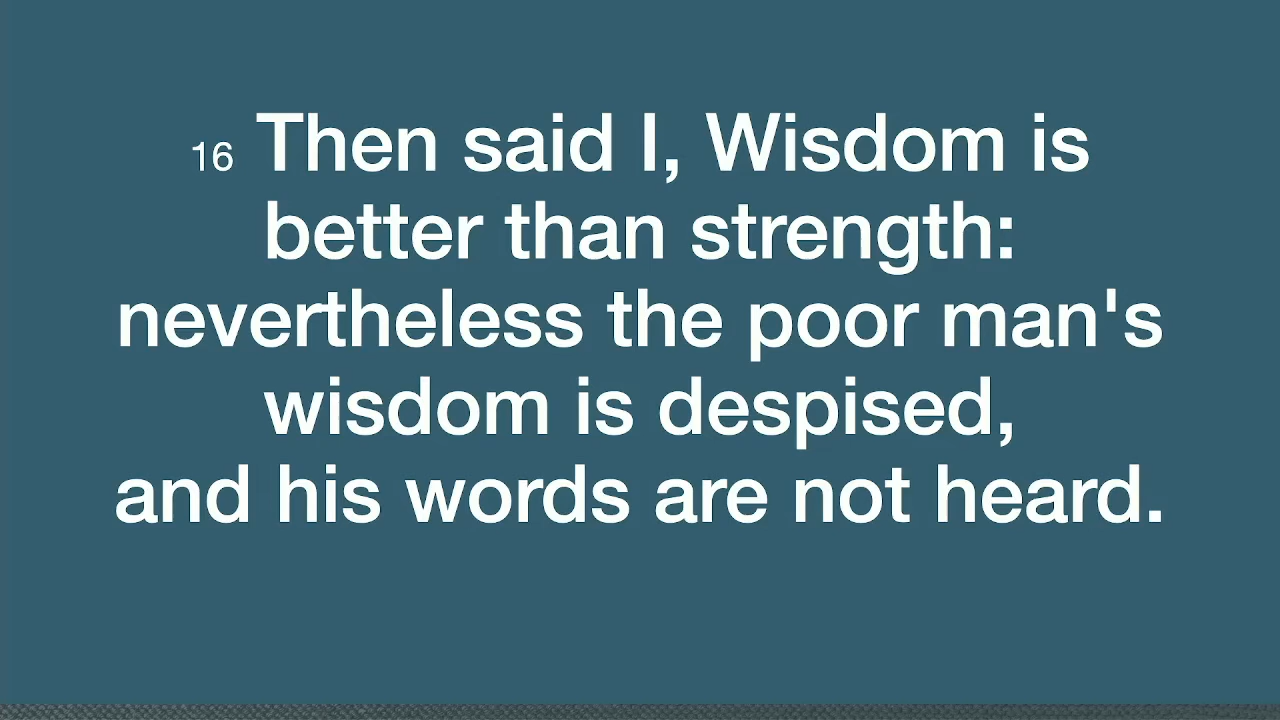 16 Then said I, Wisdom is
better than strength:
nevertheless the poor man's
wisdom is despised,
and his words are not heard.